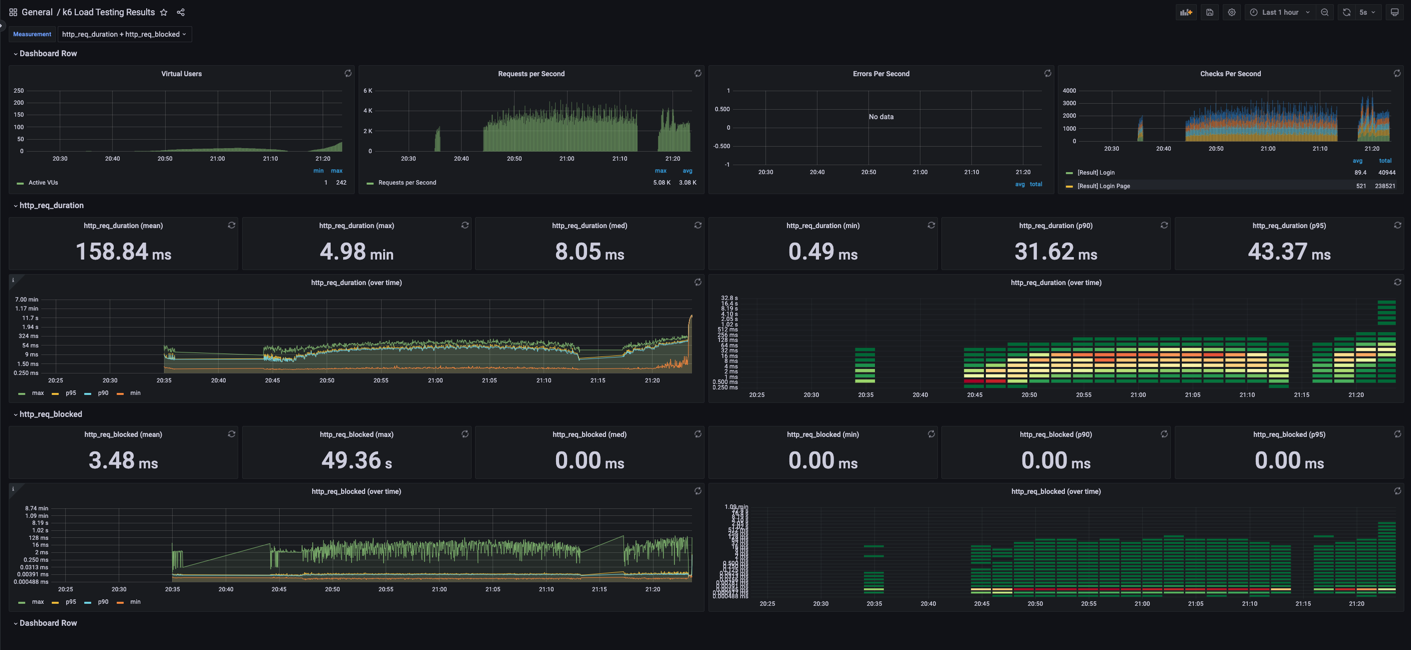 General / k6 Load Testing Results
Last 1 hour
5s
Measurement http_req_duration + http_req_blocked
Dashboard Row
Virtual Users
250
200
150
100
50
0
20:30 20:40 20:50 21:00 21:10 21:20
min max
Active VUs 1 242
Requests per Second
6 K
4 K
2 K
0
20:30 20:40 20:50 21:00 21:10 21:20
max avg
Requests per Second 5.08 K 3.08 K
Errors Per Second
1
0.500
0
-0.500
-1
No data
20:30 20:40 20:50 21:00 21:10 21:20
avg total
Checks Per Second
4000
3000
2000
1000
0
20:30 20:40 20:50 21:00 21:10 21:20
avg total
[Result] Login 89.4 40944
[Result] Login Page 521 238521
http_req_duration
http_req_duration (mean)
158.84 ms
http_req_duration (max)
4.98 min
http_req_duration (med)
8.05 ms
http_req_duration (min)
0.49 ms
http_req_duration (p90)
31.62 ms
http_req_duration (p95)
43.37 ms
http_req_duration (over time)
7.00 min
1.17 min
11.7 s
1.94 s
324 ms
54 ms
9 ms
1.50 ms
0.250 ms
20:25 20:30 20:35 20:40 20:45 20:50 20:55 21:00 21:05 21:10 21:15 21:20
max p95 p90 min
http_req_duration (over time)
32.8 s
16.4 s
8.19 s
4.10 s
2.05 s
1.02 s
512 ms
256 ms
128 ms
64 ms
32 ms
16 ms
8 ms
4 ms
2 ms
1 ms
0.500 ms
0.250 ms
20:25 20:30 20:35 20:40 20:45 20:50 20:55 21:00 21:05 21:10 21:15 21:20
http_req_blocked
http_req_blocked (mean)
3.48 ms
http_req_blocked (max)
49.36 s
http_req_blocked (med)
0.00 ms
http_req_blocked (min)
0.00 ms
http_req_blocked (p90)
0.00 ms
http_req_blocked (p95)
0.00 ms
http_req_blocked (over time)
8.74 min
1.09 min
8.19 s
1.02 s
128 ms
16 ms
2 ms
0.250 ms
0.0313 ms
0.00391 ms
0.000488 ms
20:25 20:30 20:35 20:40 20:45 20:50 20:55 21:00 21:05 21:10 21:15 21:20
max p95 p90 min
http_req_blocked (over time)
1.09 min
0.000488 ms
20:25 20:30 20:35 20:40 20:45 20:50 20:55 21:00 21:05 21:10 21:15 21:20
Dashboard Row